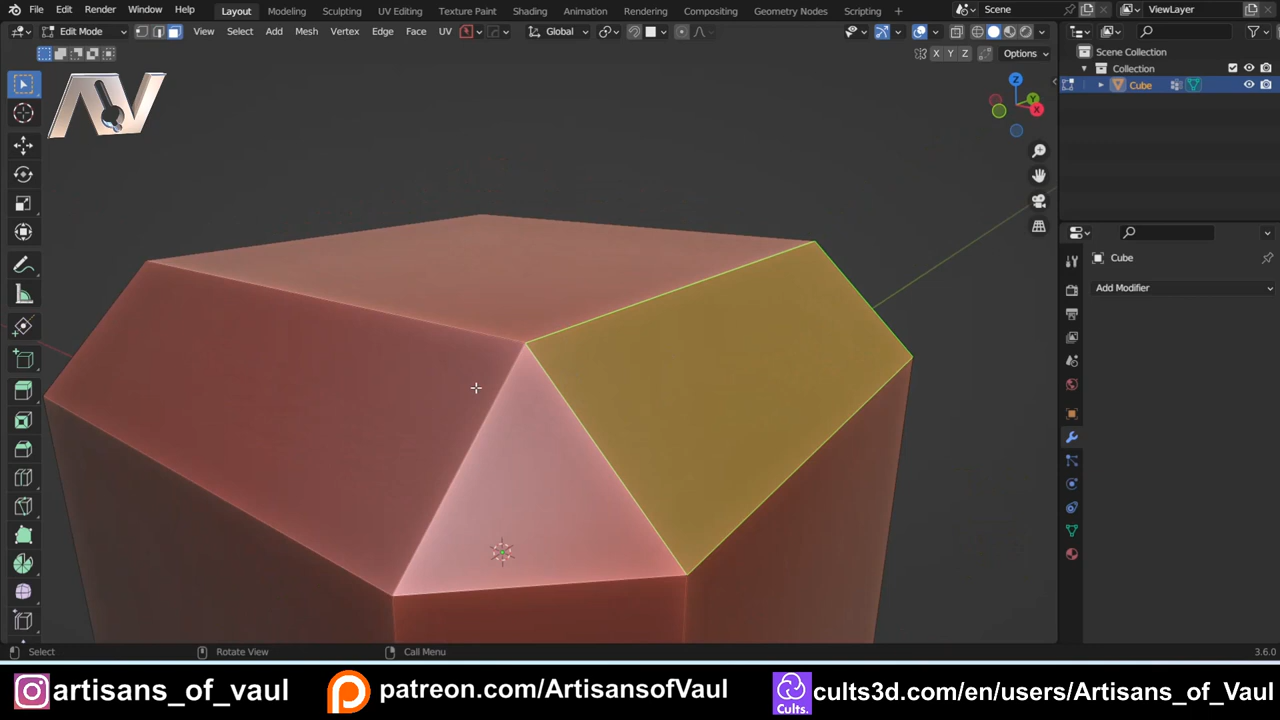 File Edit Render Window Help Layout Modeling Sculpting UV Editing Texture Paint Shading Animation Rendering Compositing Geometry Nodes Scripting + Scene ViewLayer
Edit Mode View Select Add Mesh Vertex Edge Face UV Global
X Y Z Options
Scene Collection
Collection
Cube
AV
Z
Y
X
Cube
Add Modifier
Select Rotate View Call Menu 3.6.0
artisans_of_vaul patreon.com/ArtisansofVaul Cults. cults3d.com/en/users/Artisans_of_Vaul